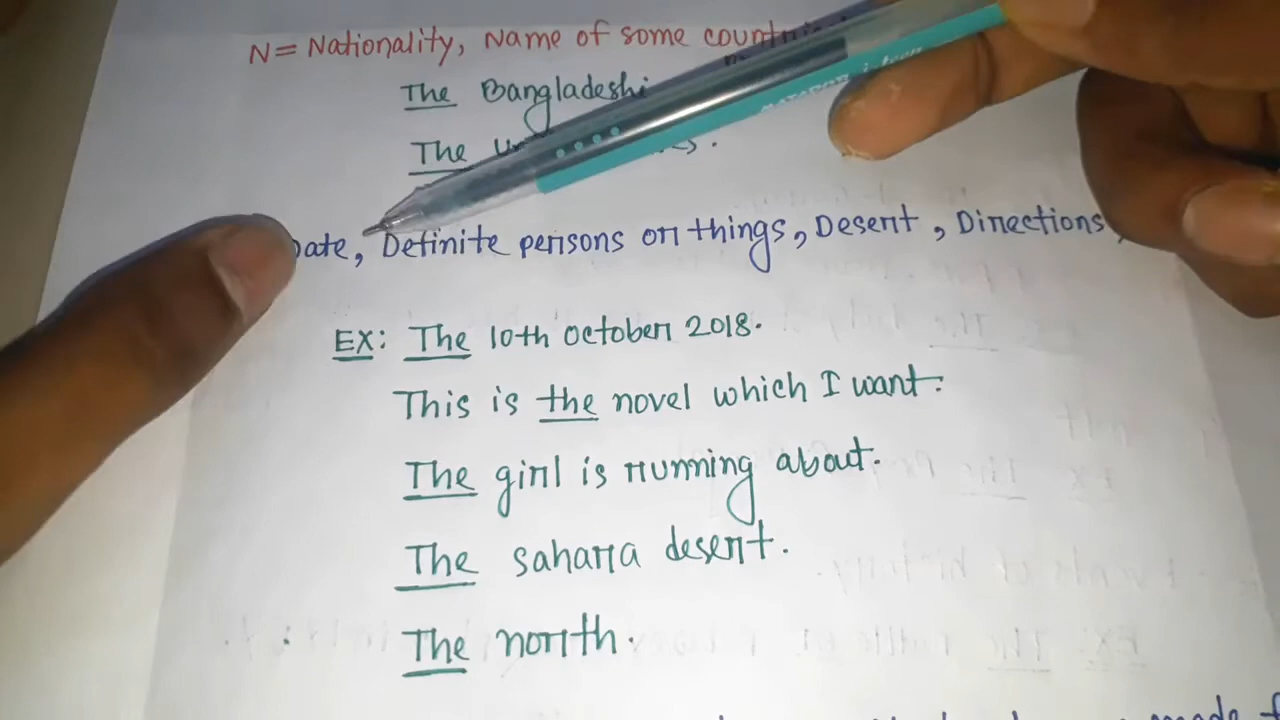 N= Nationality, Name of some
The Bangladeshi
The
Date, Definite persons or things, Desert, Directions,
EX: The 10th October 2018.
This is the novel which I want.
The girl is running about.
The sahara desert.
The north.